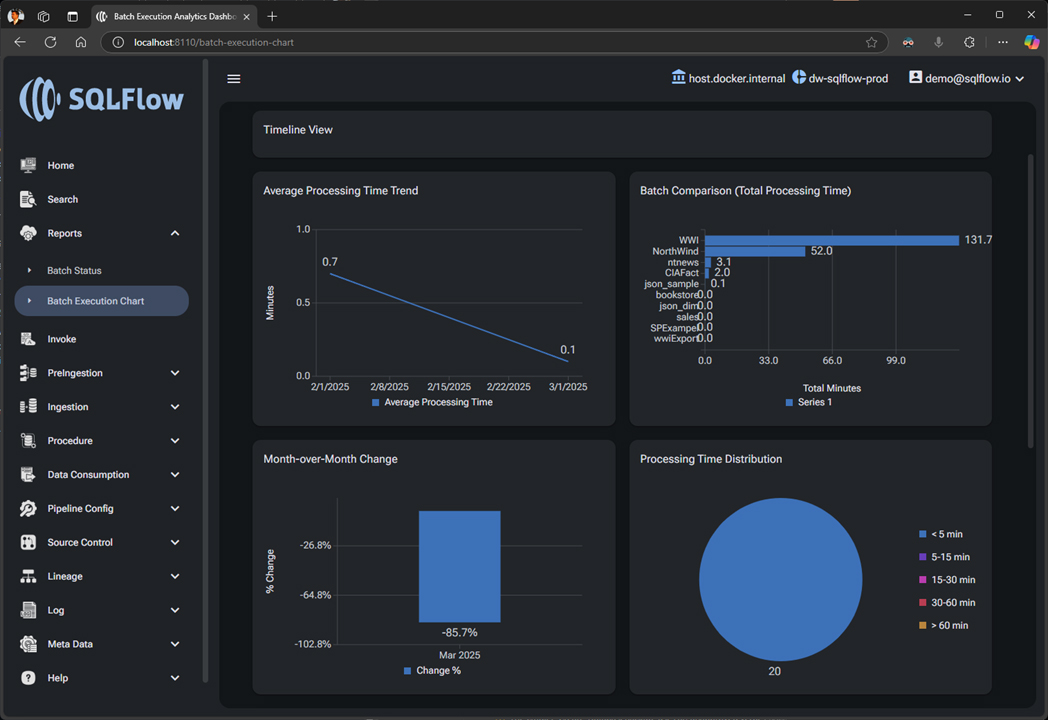 Batch Execution Analytics Dashbo
localhost:8110/batch-execution-chart
SQLFlow
host.docker.internal
dw-sqlflow-prod
demo@sqlflow.io
Home
Search
Reports
Batch Status
Batch Execution Chart
Invoke
PreIngestion
Ingestion
Procedure
Data Consumption
Pipeline Config
Source Control
Lineage
Log
Meta Data
Help
Timeline View
Average Processing Time Trend
1.0
0.5
0.0
Minutes
0.7
0.1
2/1/2025 2/8/2025 2/15/2025 2/22/2025 3/1/2025
Average Processing Time
Batch Comparison (Total Processing Time)
WWI 131.7
NorthWind 52.0
ntnews 3.1
CIAFact 2.0
json_sample 0.1
bookstore 0.0
json_dim 0.0
sales 0.0
SPExampel 0.0
wwiExport 0.0
0.0 33.0 66.0 99.0
Total Minutes
Series 1
Month-over-Month Change
-26.8%
-64.8%
-102.8%
% Change
-85.7%
Mar 2025
Change %
Processing Time Distribution
20
< 5 min
5-15 min
15-30 min
30-60 min
> 60 min